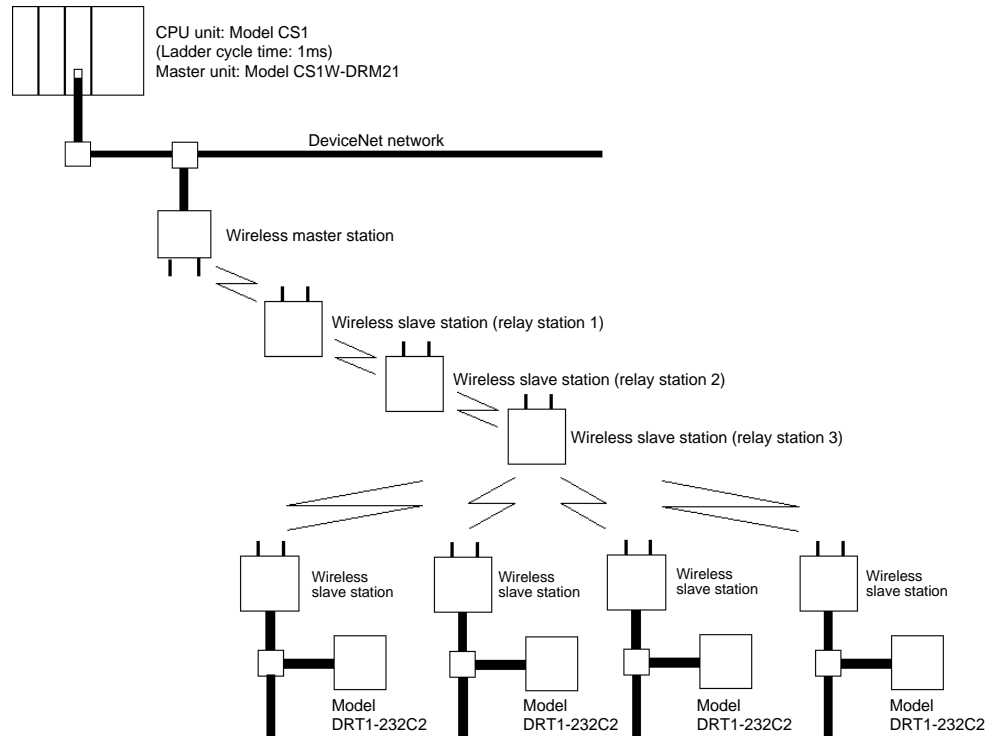 CPU unit: Model CS1
(Ladder cycle time: 1ms)
Master unit: Model CS1W-DRM21
DeviceNet network
Wireless master station
Wireless slave station (relay station 1)
Wireless slave station (relay station 2)
Wireless slave station (relay station 3)
Wireless
slave station
Wireless
slave station
Wireless
slave station
Wireless
slave station
Model
DRT1-232C2
Model
DRT1-232C2
Model
DRT1-232C2
Model
DRT1-232C2